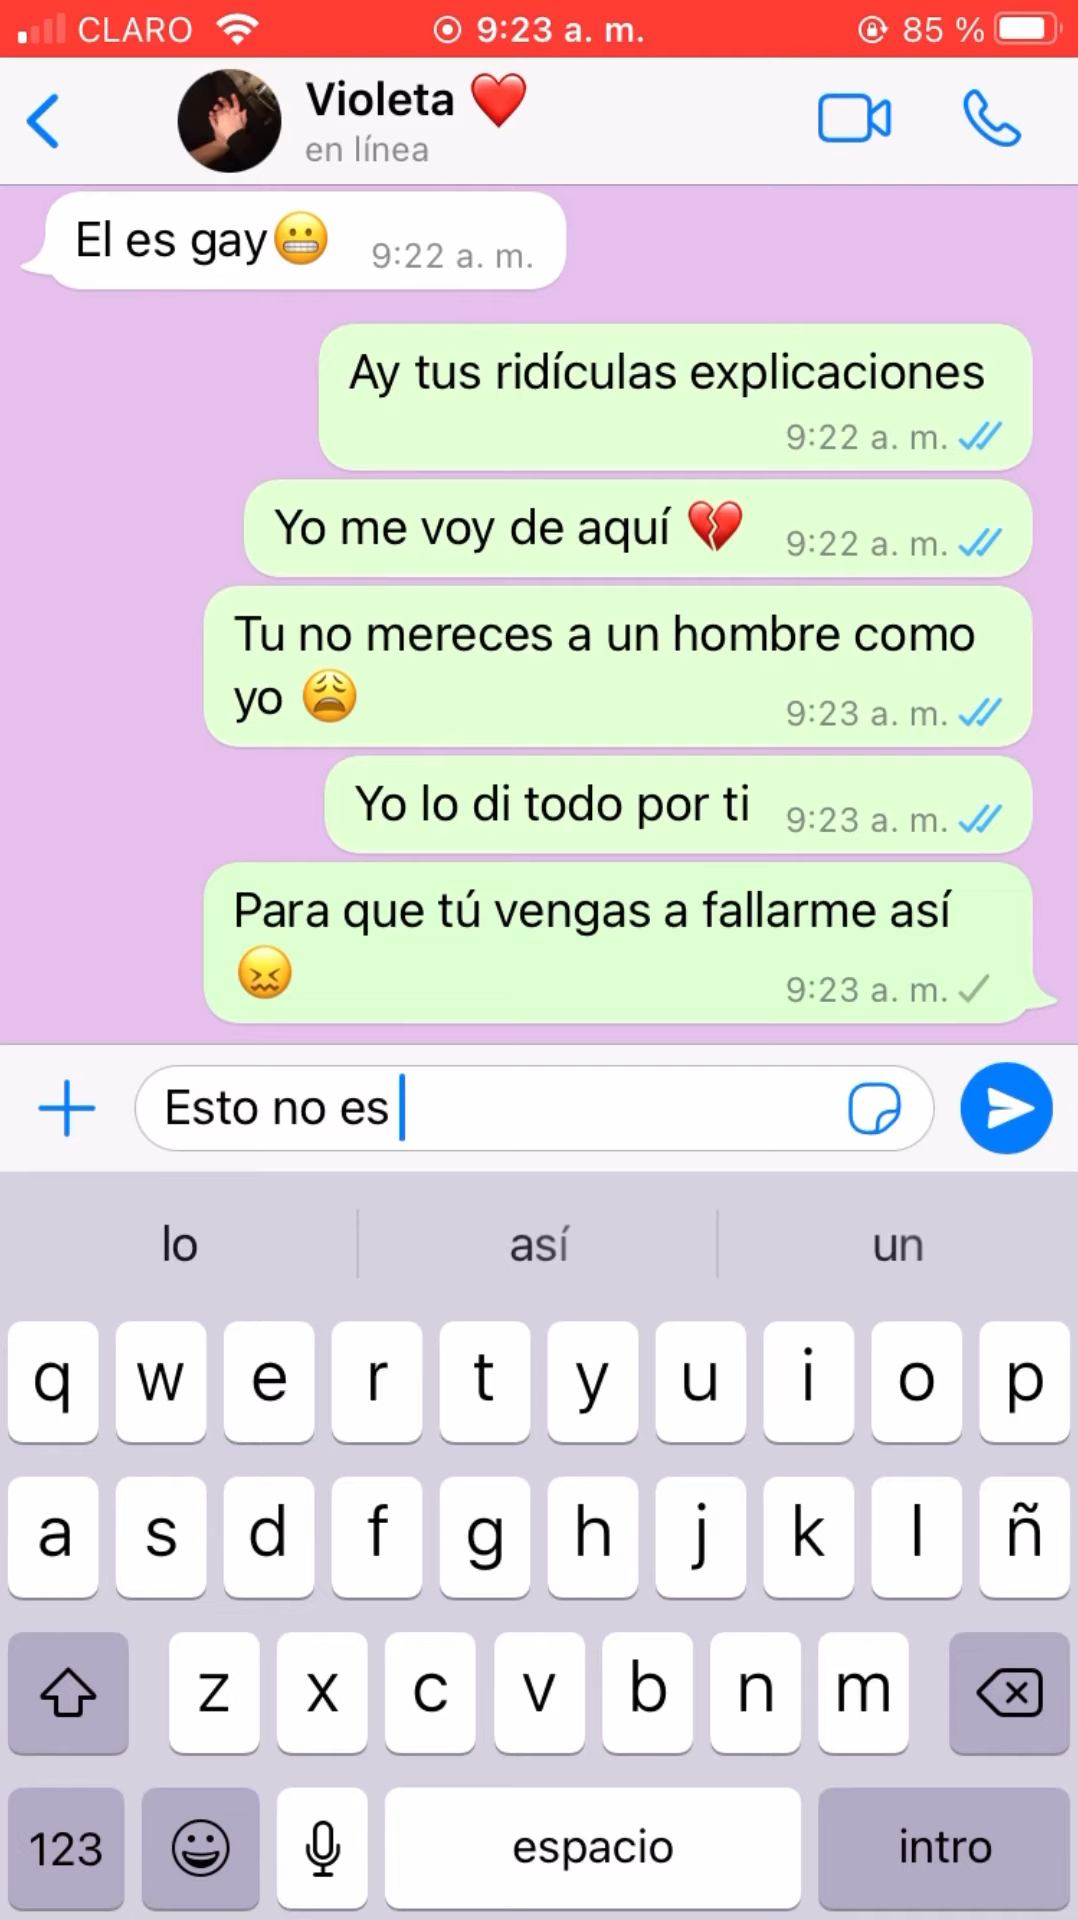 CLARO 9:23 a. m. 85 %
Violeta ❤️
en línea
El es gay😬 9:22 a. m.
Ay tus ridículas explicaciones
9:22 a. m.
Yo me voy de aquí 💔 9:22 a. m.
Tu no mereces a un hombre como
yo 😩 9:23 a. m.
Yo lo di todo por ti 9:23 a. m.
Para que tú vengas a fallarme así
😖 9:23 a. m.
Esto no es
lo así un
q w e r t y u i o p
a s d f g h j k l ñ
z x c v b n m
123 espacio intro